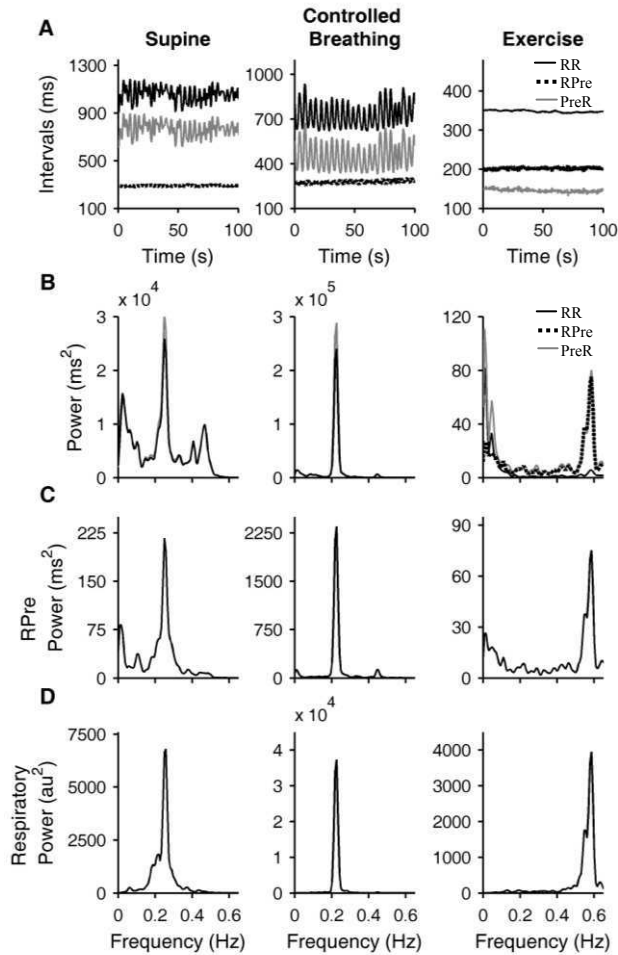 A
Supine
Controlled
Breathing
Exercise
Intervals (ms)
1300
900
500
100
0 50 100
Time (s)
1000
700
400
100
0 50 100
Time (s)
RR
RPre
PreR
400
300
200
100
0 50 100
Time (s)
B
Power (ms²)
x 10⁴
3
2
1
0
x 10⁵
3
2
1
0
RR
RPre
PreR
120
80
40
0
C
RPre
Power (ms²)
225
150
75
0
2250
1500
750
0
90
60
30
0
D
Respiratory
Power (au²)
7500
5000
2500
0
0 0.2 0.4 0.6
Frequency (Hz)
x 10⁴
4
3
2
1
0
0 0.2 0.4 0.6
Frequency (Hz)
4000
3000
2000
1000
0
0 0.2 0.4 0.6
Frequency (Hz)